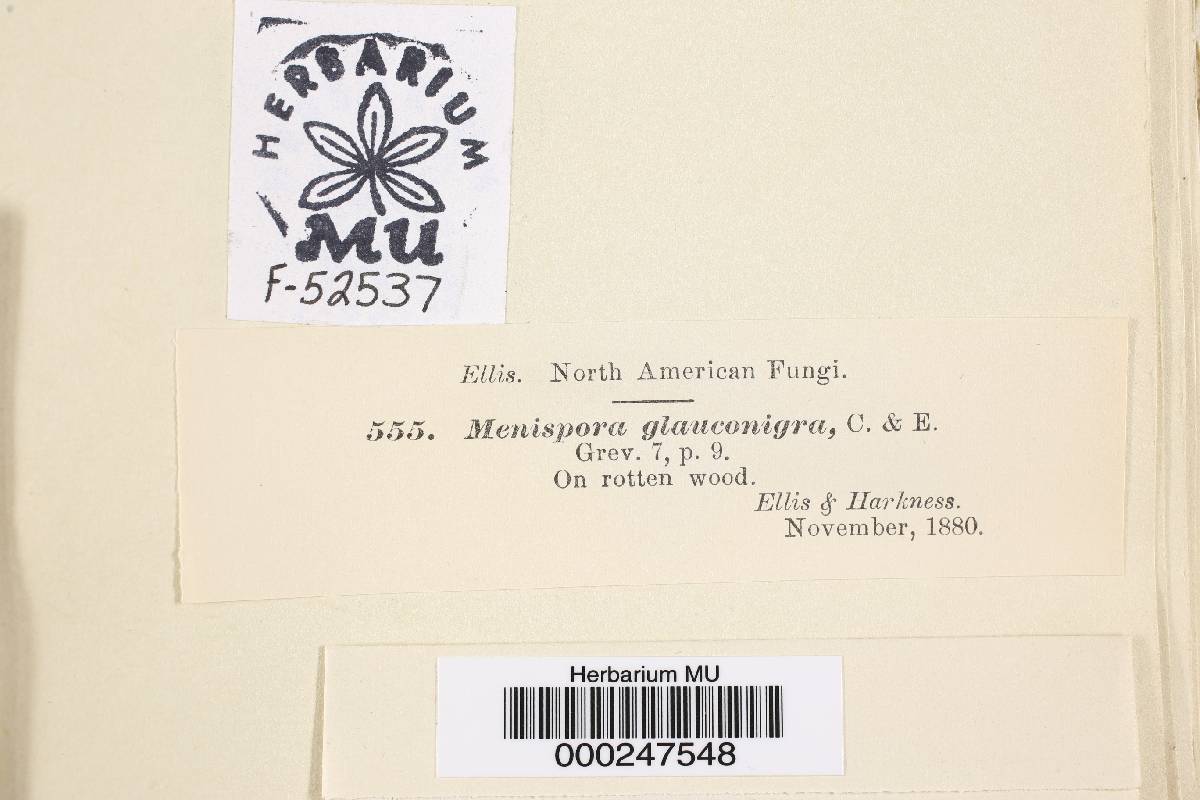 HERBARIUM
MU
F-52537
Ellis. North American Fungi.
555. Menispora glauconigra, C. & E.
Grev. 7, p. 9.
On rotten wood.
Ellis & Harkness.
November, 1880.
Herbarium MU
000247548